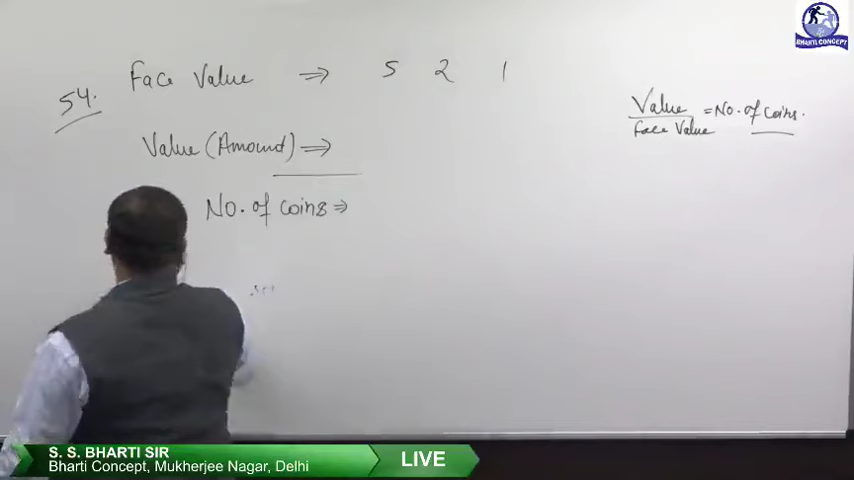 BHARTI CONCEPT
54. Face Value ⇒ 5 2 1
Value / Face Value = No. of Coins.
Value (Amount) ⇒
No. of Coins ⇒
S. S. BHARTI SIR
Bharti Concept, Mukherjee Nagar, Delhi
LIVE